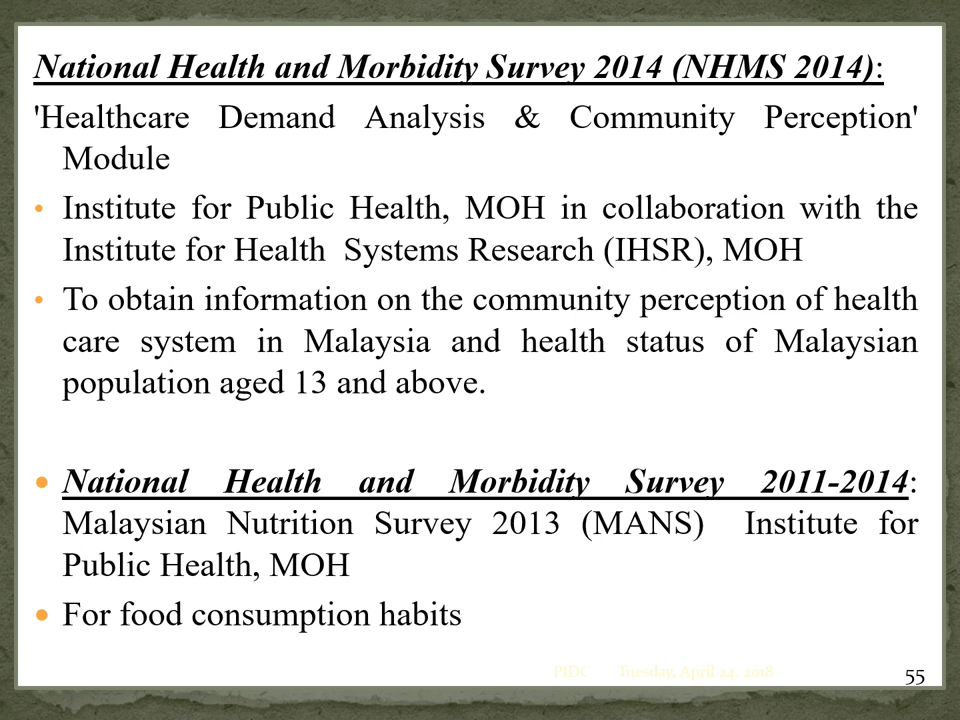 National Health and Morbidity Survey 2014 (NHMS 2014):
'Healthcare Demand Analysis & Community Perception'
Module
• Institute for Public Health, MOH in collaboration with the
Institute for Health Systems Research (IHSR), MOH
• To obtain information on the community perception of health
care system in Malaysia and health status of Malaysian
population aged 13 and above.
• National Health and Morbidity Survey 2011-2014:
Malaysian Nutrition Survey 2013 (MANS) Institute for
Public Health, MOH
• For food consumption habits
PIDC Tuesday, April 24, 2018
55